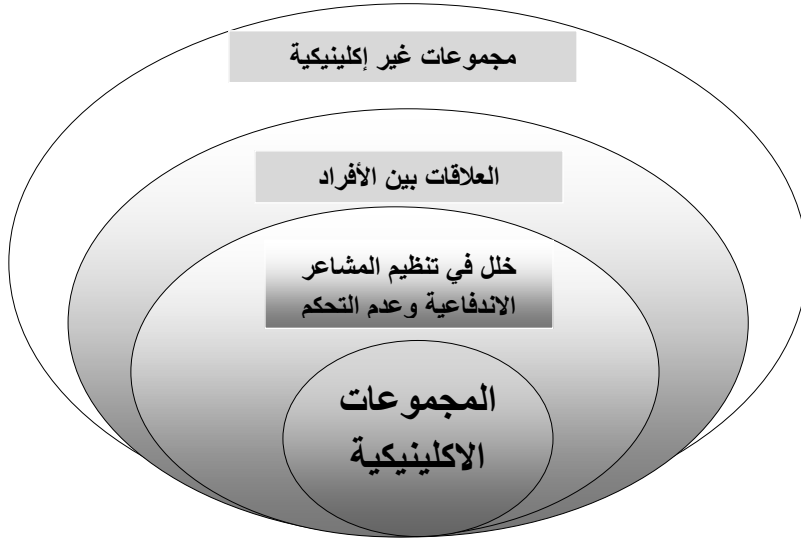 مجموعات غير إكلينيكية
العلاقات بين الأفراد
خلل في تنظيم المشاعر
الاندفاعية وعدم التحكم
المجموعات
الاكلينيكية